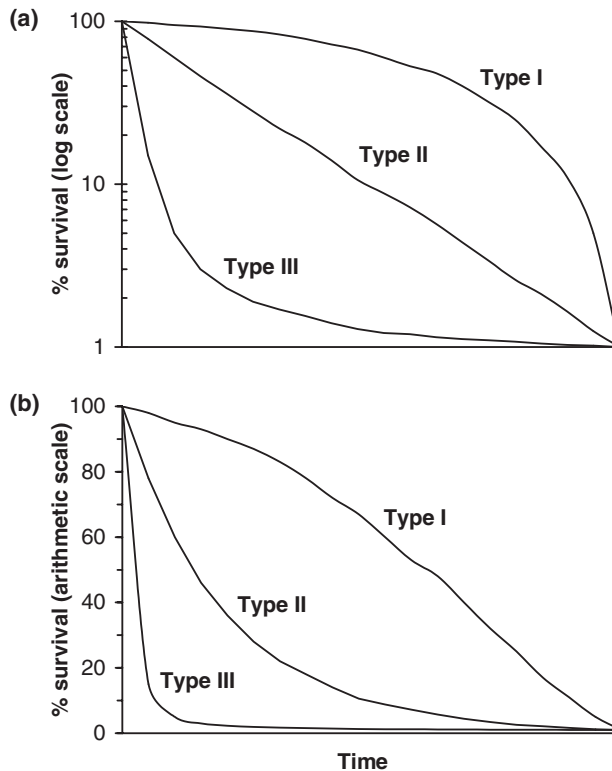 (a)
% survival (log scale)
100
10
1
Type I
Type II
Type III
(b)
% survival (arithmetic scale)
100
80
60
40
20
0
Type I
Type II
Type III
Time